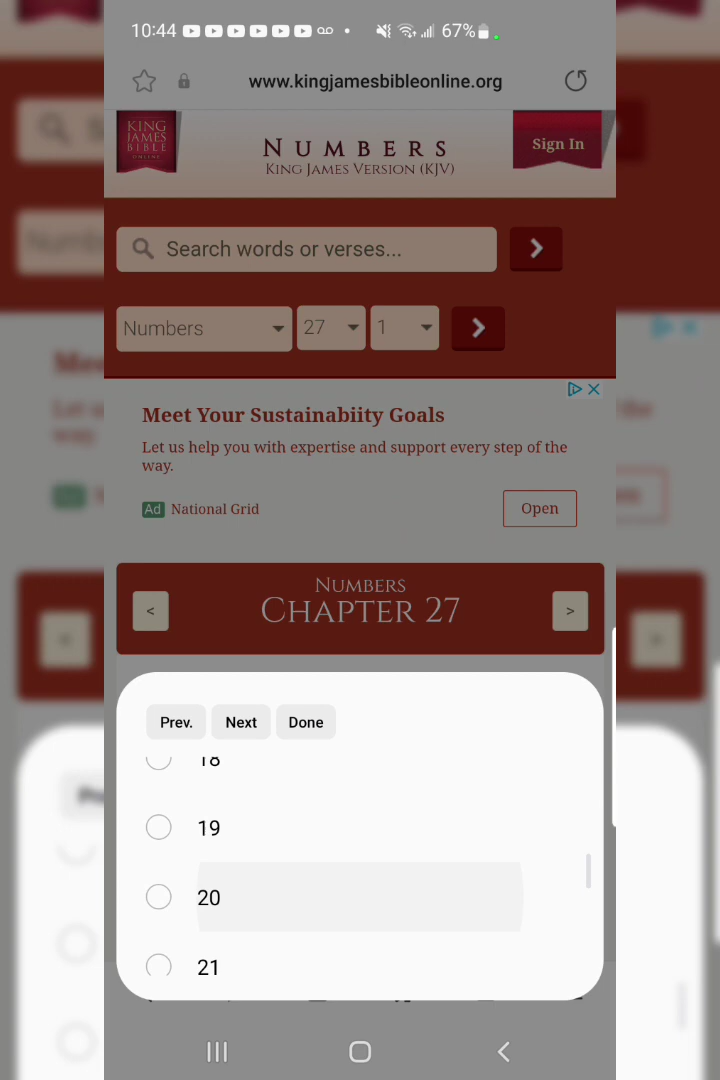 10:44 67%
www.kingjamesbibleonline.org
KING
JAMES
BIBLE
ONLINE
NUMBERS
KING JAMES VERSION (KJV)
Sign In
Search words or verses...
Numbers 27 1
Meet Your Sustainabiity Goals
Let us help you with expertise and support every step of the
way.
Ad National Grid
Open
NUMBERS
CHAPTER 27
< >
Prev. Next Done
18
19
20
21